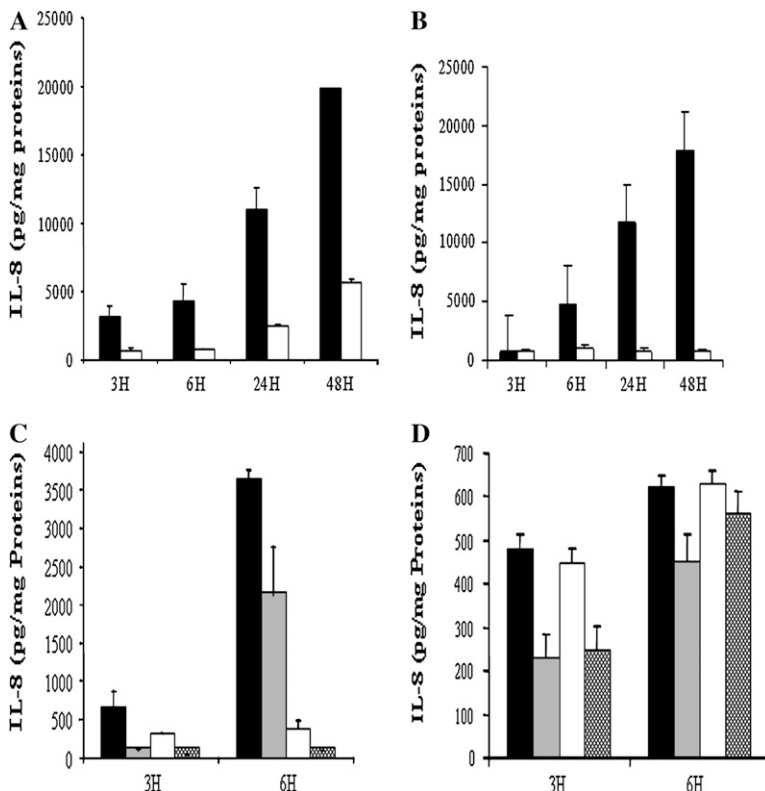 A
IL-8 (pg/mg proteins)
25000
20000
15000
10000
5000
0
3H 6H 24H 48H
B
IL-8 (pg/mg proteins)
25000
20000
15000
10000
5000
0
3H 6H 24H 48H
C
IL-8 (pg/mg Proteins)
4000
3500
3000
2500
2000
1500
1000
500
0
3H 6H
D
IL-8 (pg/mg Proteins)
700
600
500
400
300
200
100
0
3H 6H